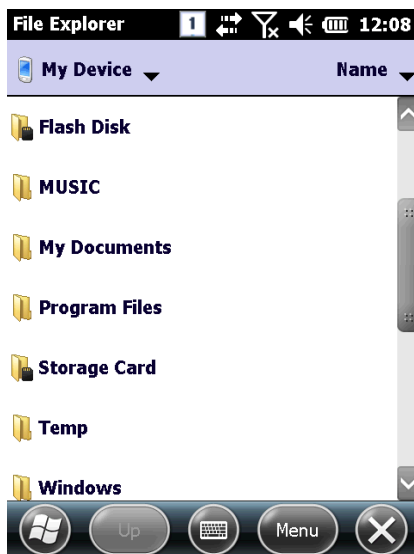 File Explorer 1 12:08
My Device Name
Flash Disk
MUSIC
My Documents
Program Files
Storage Card
Temp
Windows
Up Menu